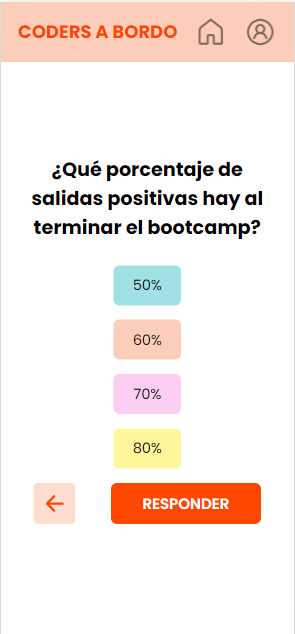 CODERS A BORDO
¿Qué porcentaje de
salidas positivas hay al
terminar el bootcamp?
50%
60%
70%
80%
RESPONDER